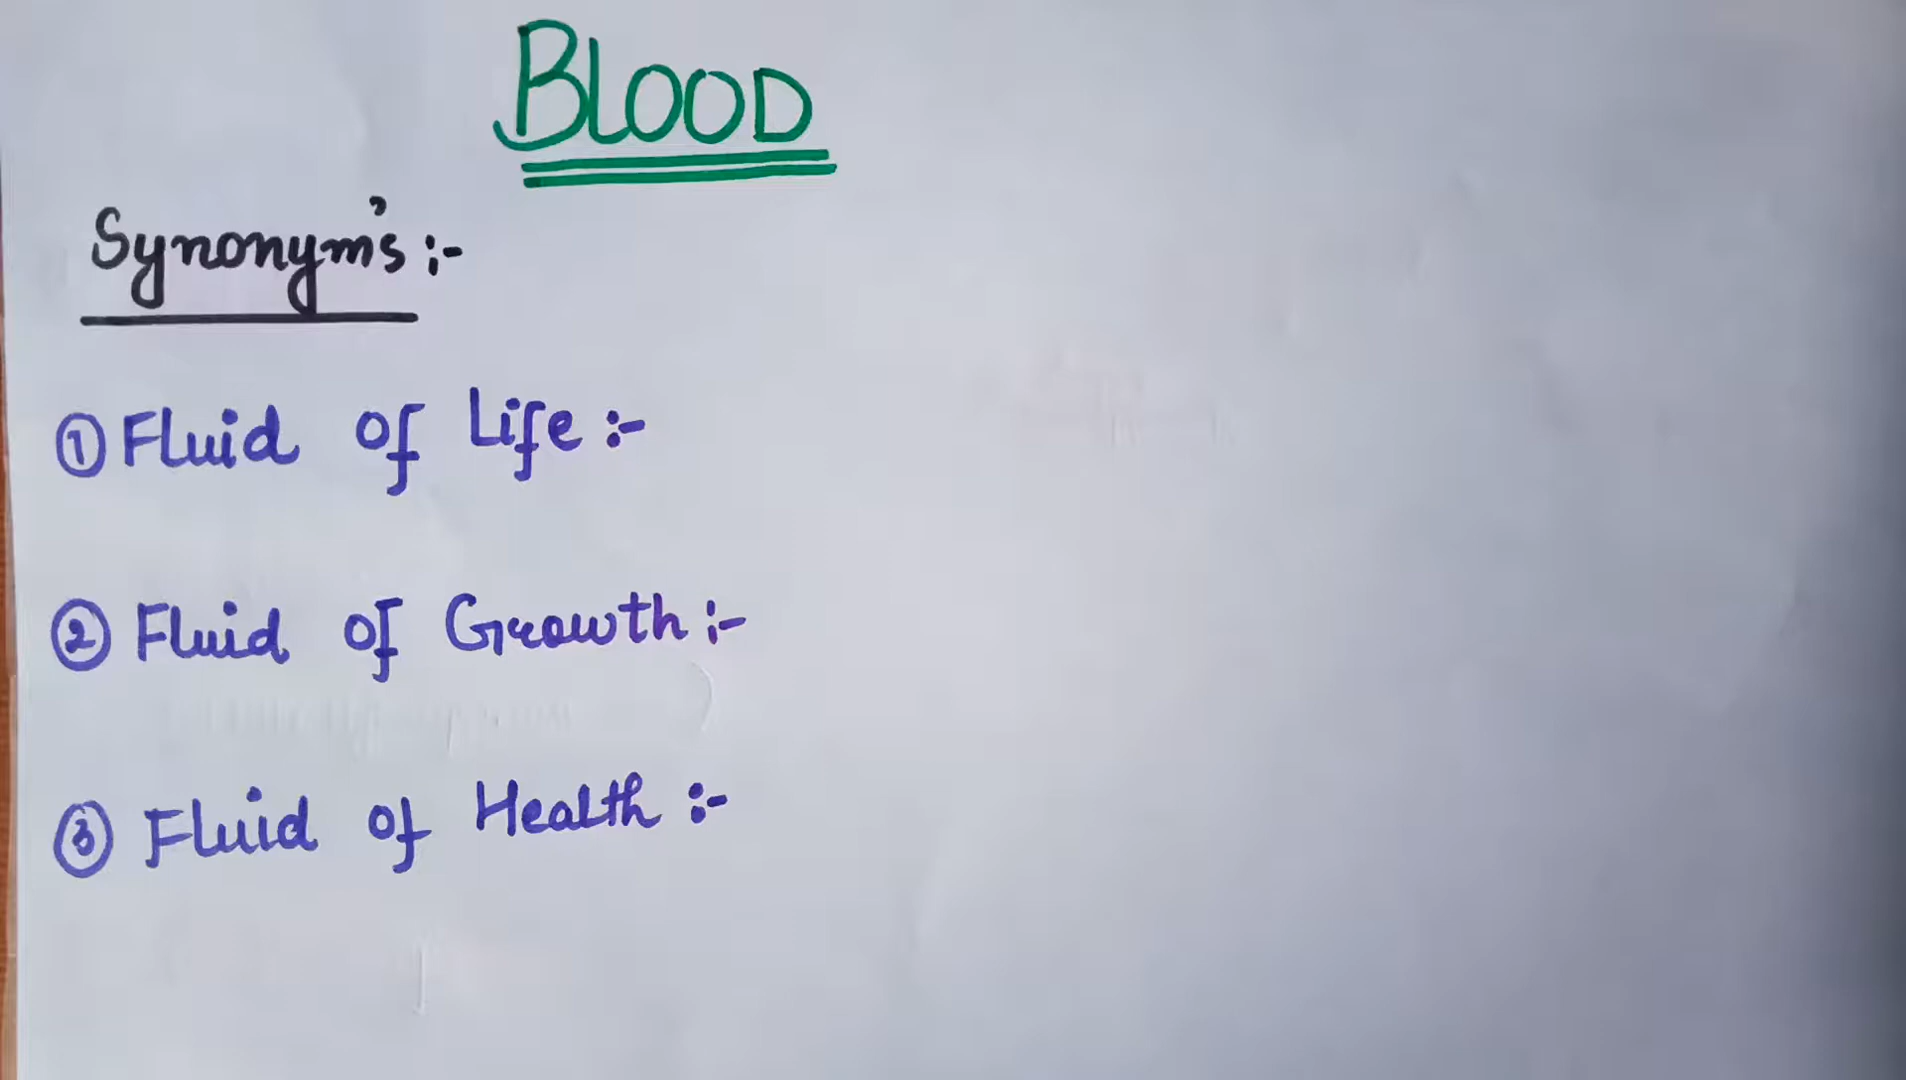 BLOOD
Synonym's :-
① Fluid of Life :-
② Fluid of Growth :-
③ Fluid of Health :-